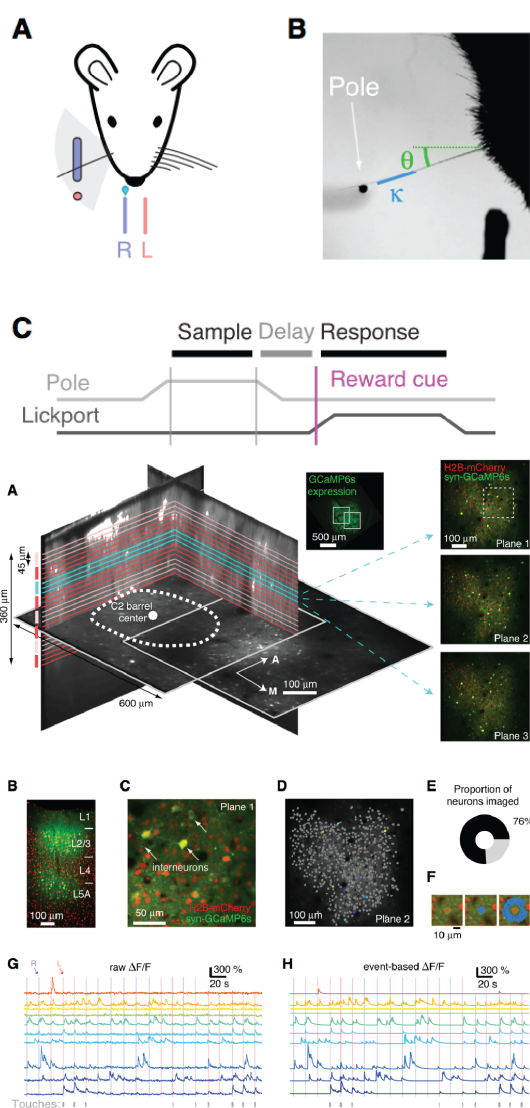 A
R L
B
Pole
θ
κ
C
Sample Delay Response
Pole
Reward cue
Lickport
A
GCaMP6s
expression
500 µm
H2B-mCherry
syn-GCaMP6s
100 µm
Plane 1
45 µm
360 µm
C2 barrel
center
A
M
100 µm
600 µm
Plane 2
Plane 3
B
L1
L2/3
L4
L5A
100 µm
C
Plane 1
interneurons
H2B-mCherry
syn-GCaMP6s
50 µm
D
100 µm
Plane 2
E
Proportion of
neurons imaged
76%
F
10 µm
G
R L
raw ΔF/F
300 %
20 s
Touches:
H
event-based ΔF/F
300 %
20 s